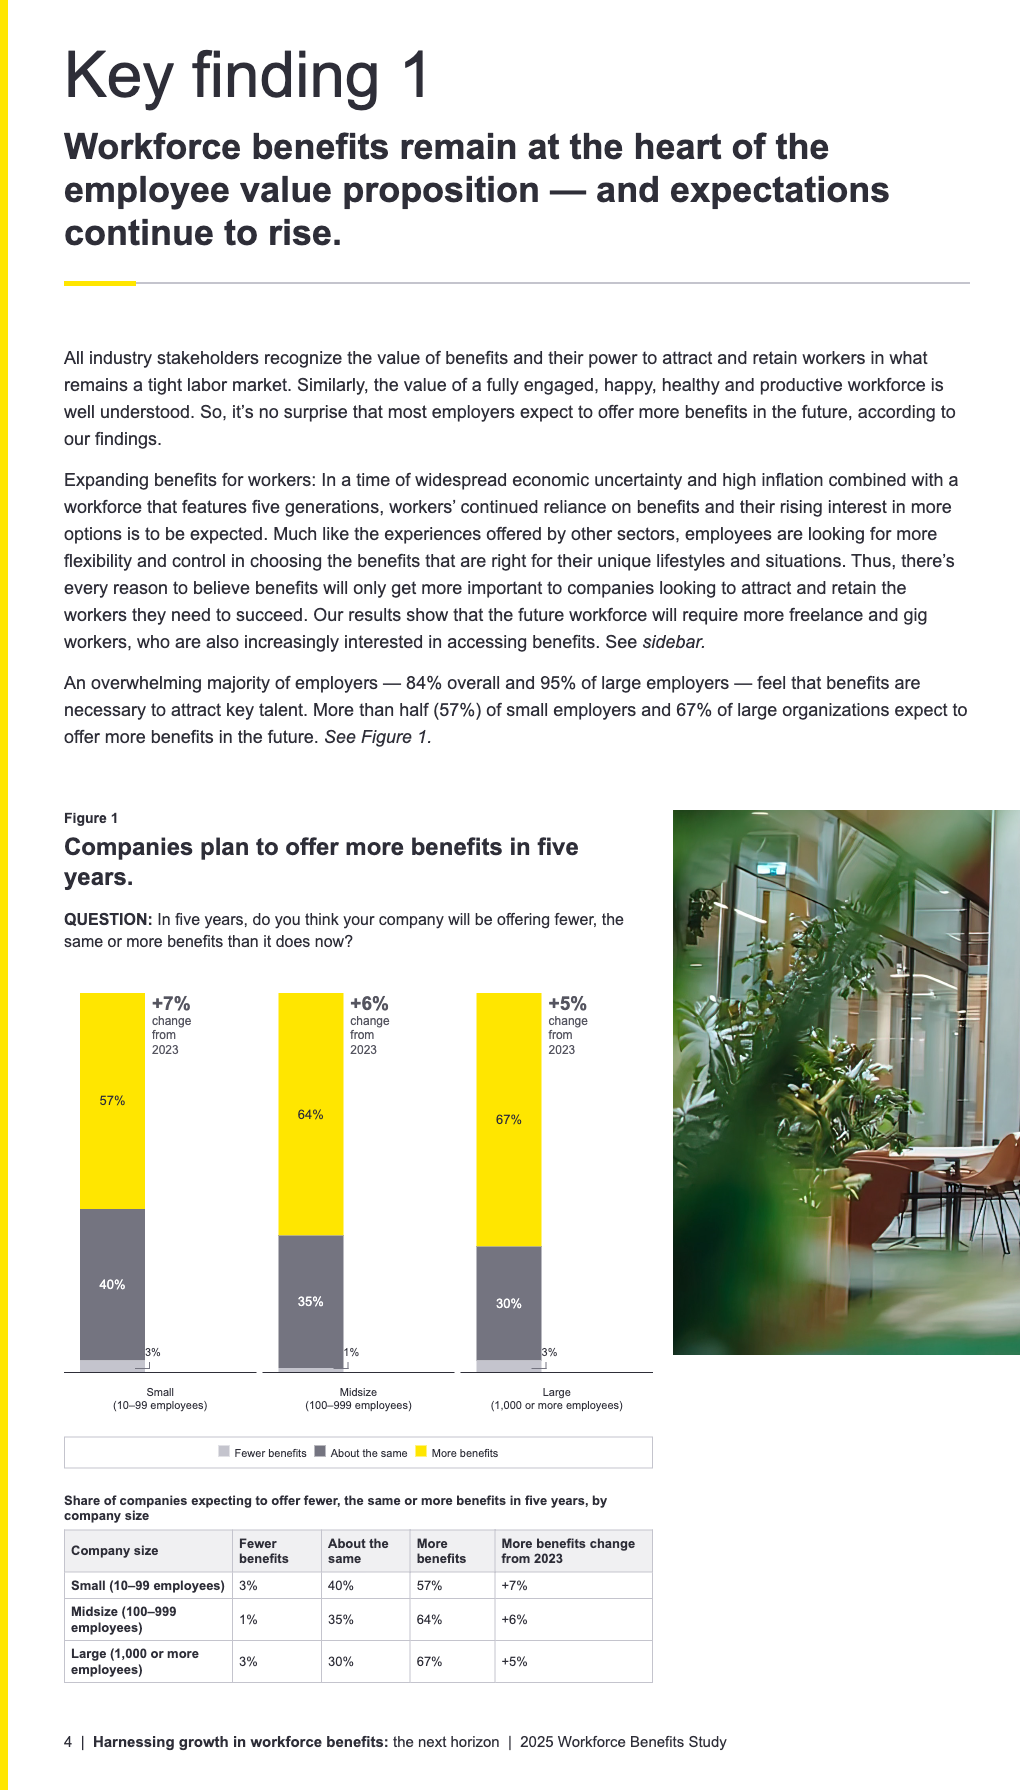 Key finding 1
Workforce benefits remain at the heart of the
employee value proposition — and expectations
continue to rise.
All industry stakeholders recognize the value of benefits and their power to attract and retain workers in what
remains a tight labor market. Similarly, the value of a fully engaged, happy, healthy and productive workforce is
well understood. So, it’s no surprise that most employers expect to offer more benefits in the future, according to
our findings.
Expanding benefits for workers: In a time of widespread economic uncertainty and high inflation combined with a
workforce that features five generations, workers’ continued reliance on benefits and their rising interest in more
options is to be expected. Much like the experiences offered by other sectors, employees are looking for more
flexibility and control in choosing the benefits that are right for their unique lifestyles and situations. Thus, there’s
every reason to believe benefits will only get more important to companies looking to attract and retain the
workers they need to succeed. Our results show that the future workforce will require more freelance and gig
workers, who are also increasingly interested in accessing benefits. See sidebar.
An overwhelming majority of employers — 84% overall and 95% of large employers — feel that benefits are
necessary to attract key talent. More than half (57%) of small employers and 67% of large organizations expect to
offer more benefits in the future. See Figure 1.
Figure 1
Companies plan to offer more benefits in five
years.
QUESTION: In five years, do you think your company will be offering fewer, the
same or more benefits than it does now?
+7%
change
from
2023
57%
40%
3%
Small
(10–99 employees)
+6%
change
from
2023
64%
35%
1%
Midsize
(100–999 employees)
+5%
change
from
2023
67%
30%
3%
Large
(1,000 or more employees)
Fewer benefits About the same More benefits
Share of companies expecting to offer fewer, the same or more benefits in five years, by
company size
Company size Fewer benefits About the same More benefits More benefits change from 2023
Small (10–99 employees) 3% 40% 57% +7%
Midsize (100–999 employees) 1% 35% 64% +6%
Large (1,000 or more employees) 3% 30% 67% +5%
4 | Harnessing growth in workforce benefits: the next horizon | 2025 Workforce Benefits Study